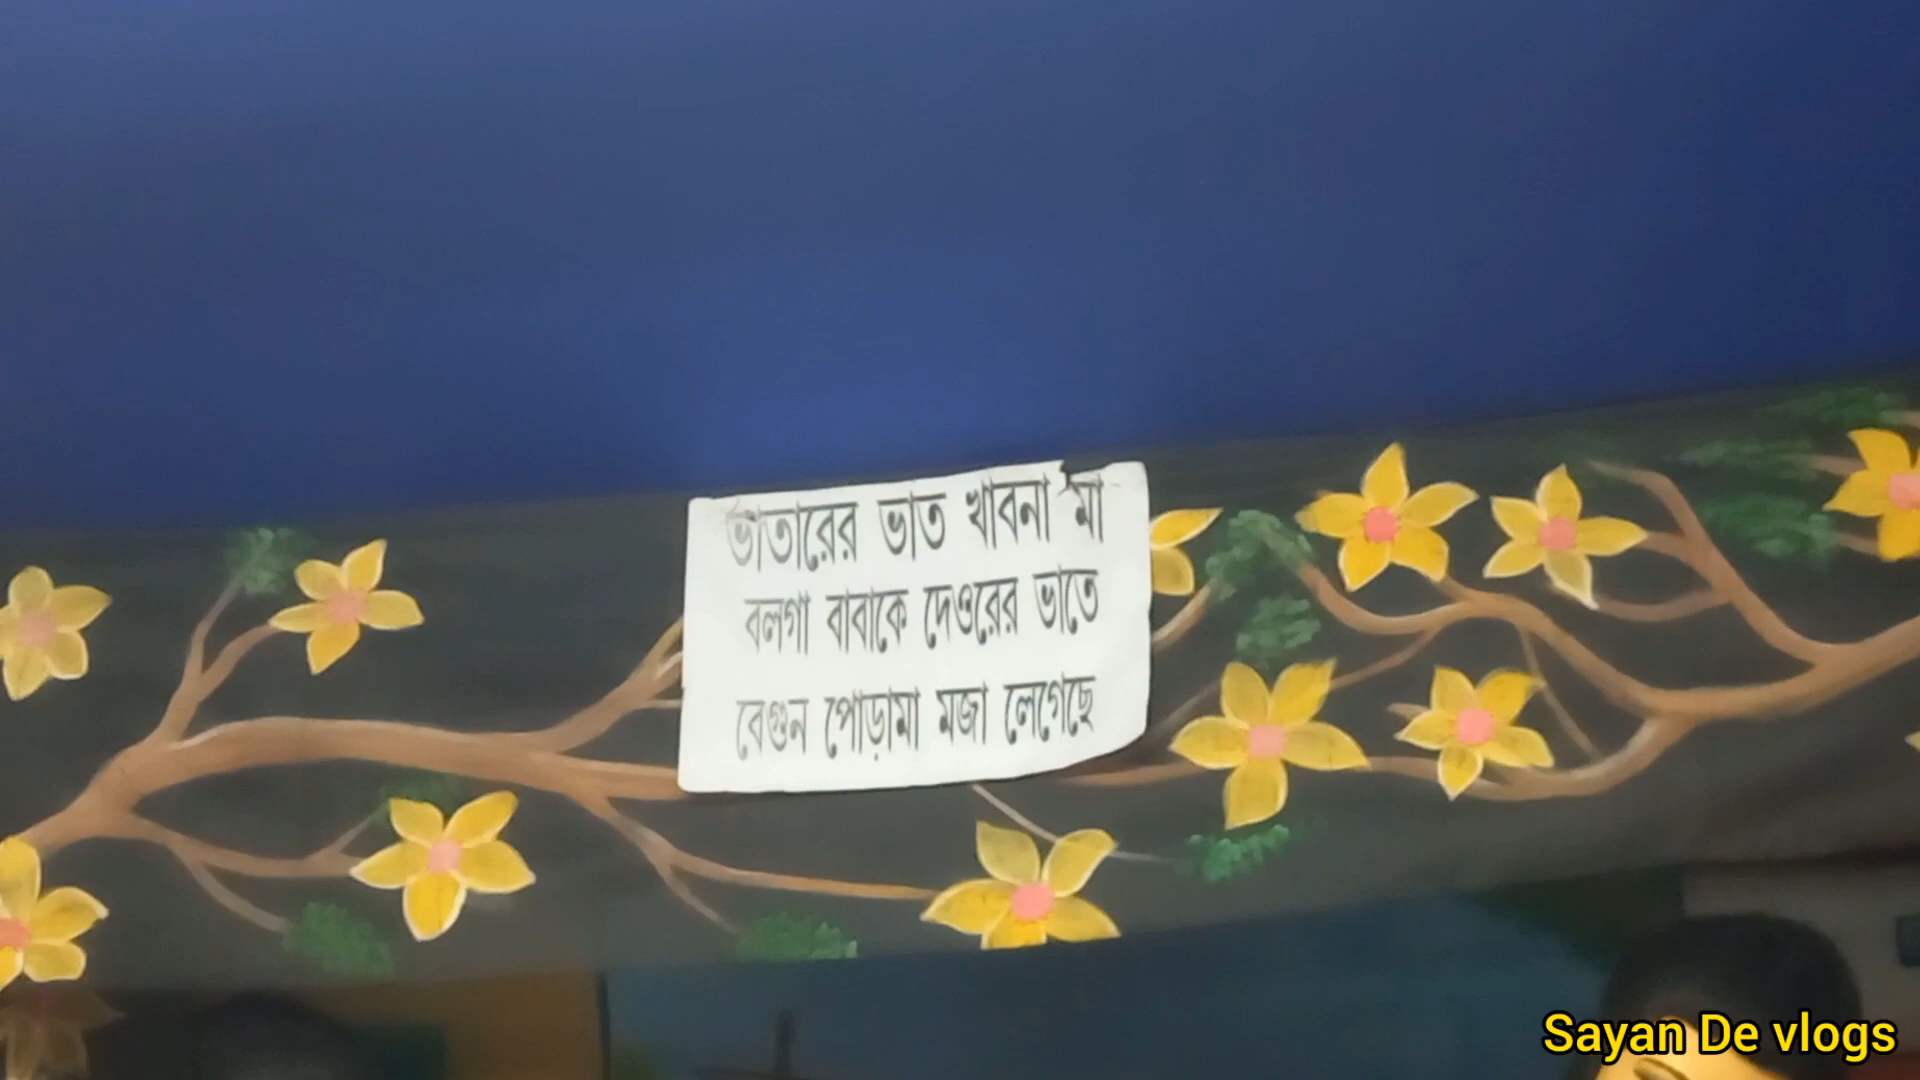 ভাতারের ভাত খাবনা মা
বলগা বাবাকে দেওরের ভাতে
বেগুন পোড়ামা মজা লেগেছে
Sayan De vlogs